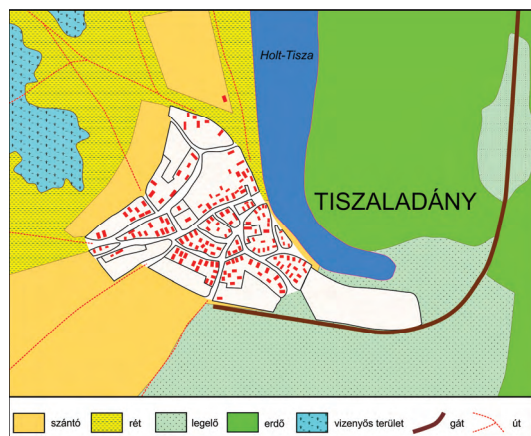 Holt-Tisza
TISZALADÁNY
szántó
rét
legelő
erdő
vizenyős terület
gát
út